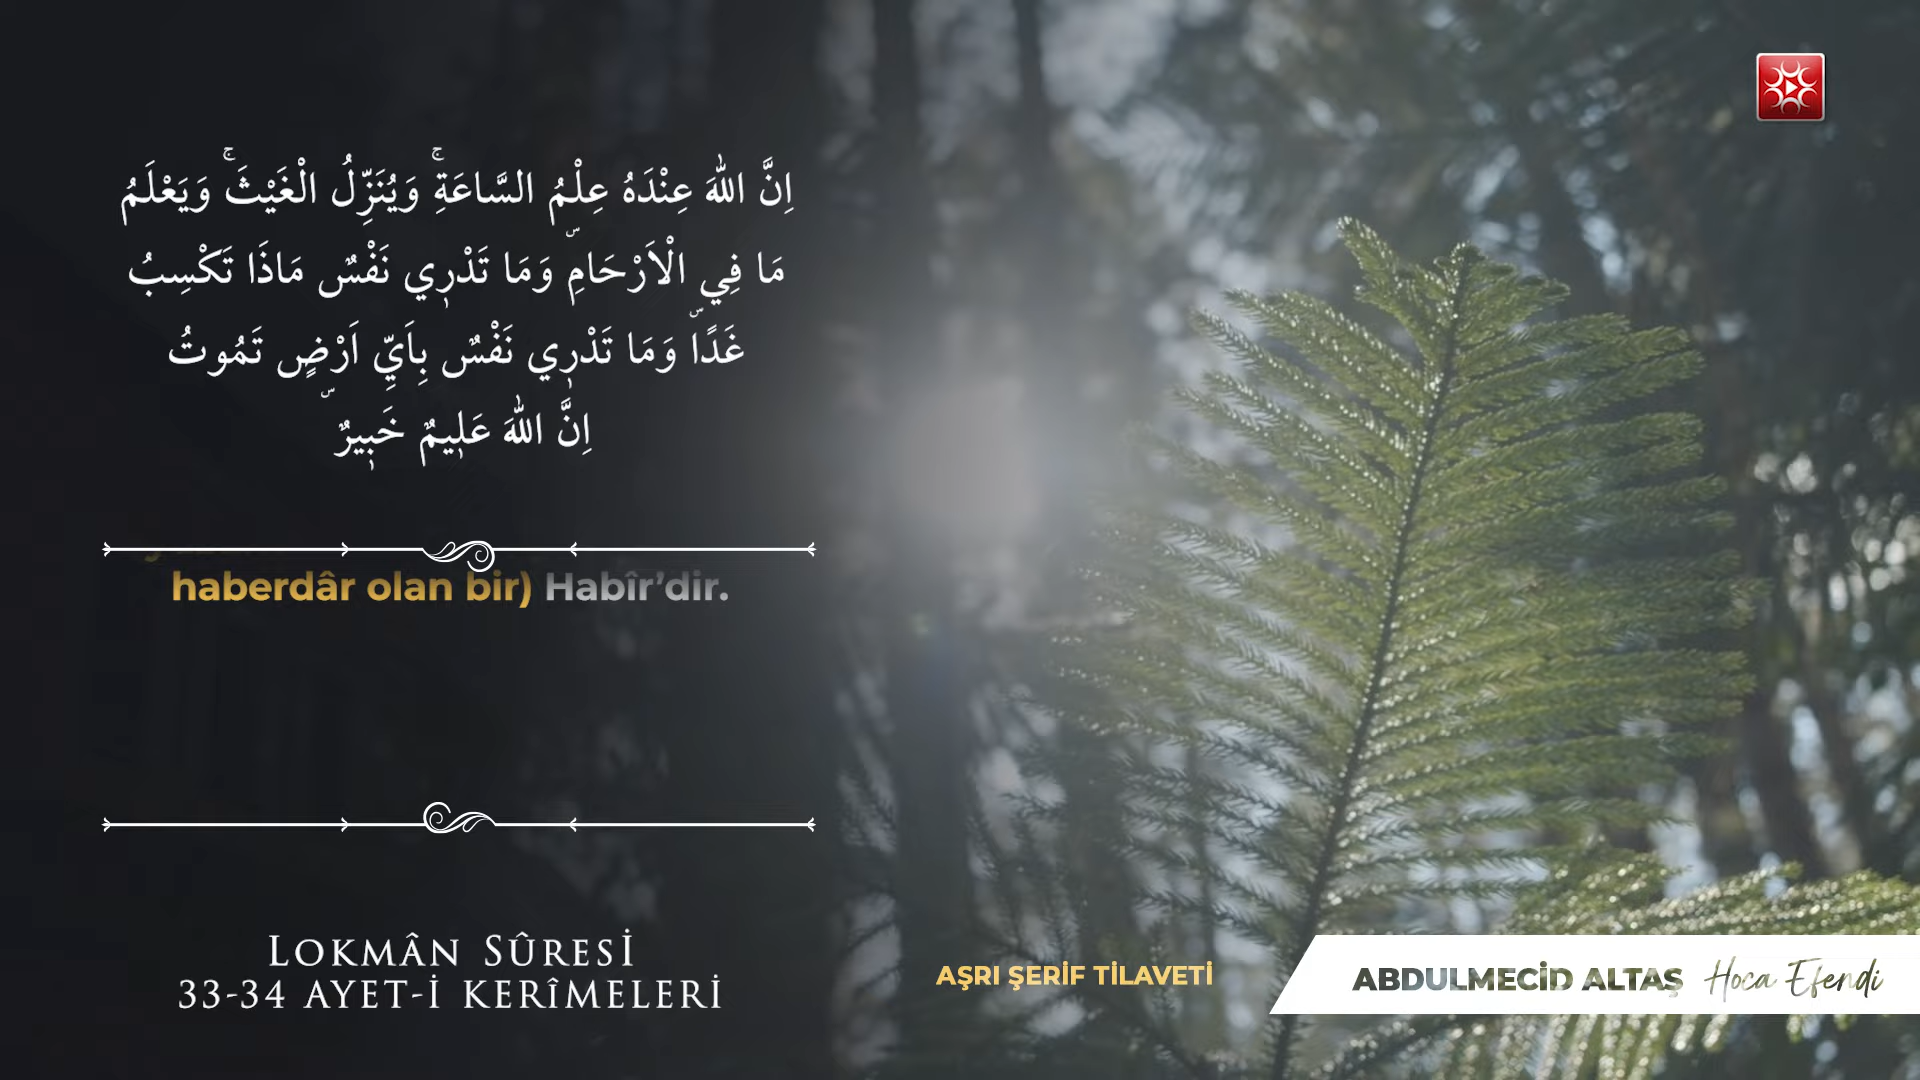 اِنَّ اللّٰهَ عِنْدَهُ عِلْمُ السَّاعَةِۚ وَيُنَزِّلُ الْغَيْثَۚ وَيَعْلَمُ
مَا فِي الْاَرْحَامِۜ وَمَا تَدْرٖي نَفْسٌ مَاذَا تَكْسِبُ
غَدًاۜ وَمَا تَدْرٖي نَفْسٌ بِاَيِّ اَرْضٍ تَمُوتُۜ
اِنَّ اللّٰهَ عَلٖيمٌ خَبٖيرٌ
haberdâr olan bir) Habîr’dir.
LOKMÂN SÛRESİ
33-34 AYET-İ KERÎMELERİ
AŞRI ŞERİF TİLAVETİ
ABDULMECİD ALTAŞ Hoca Efendi